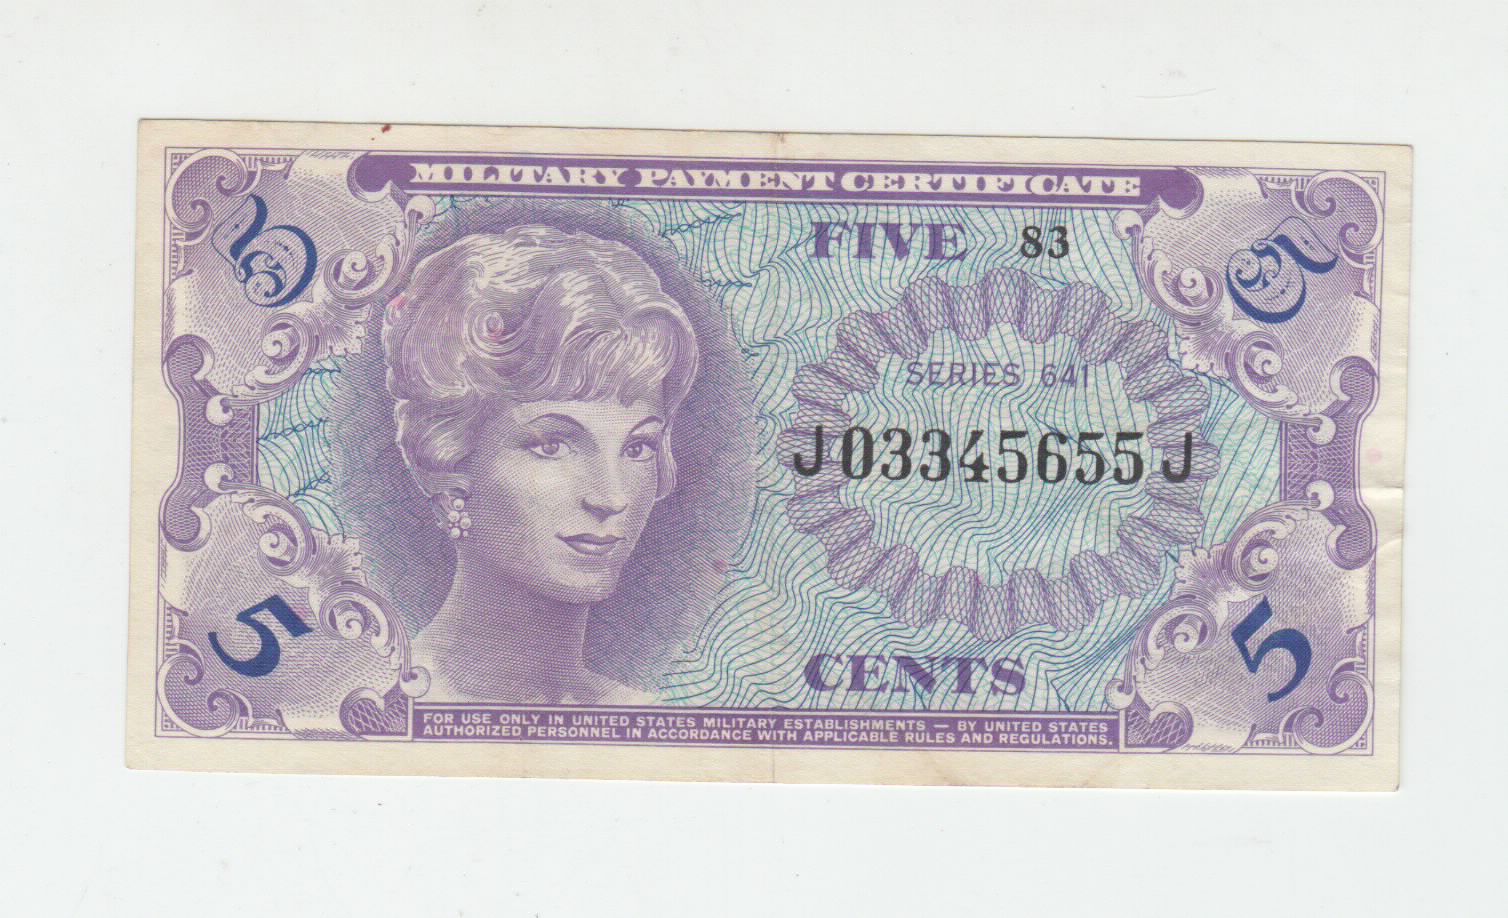 MILITARY PAYMENT CERTIFICATE
5
FIVE 83
5
SERIES 641
J03345655J
5
CENTS
5
FOR USE ONLY IN UNITED STATES MILITARY ESTABLISHMENTS — BY UNITED STATES
AUTHORIZED PERSONNEL IN ACCORDANCE WITH APPLICABLE RULES AND REGULATIONS.